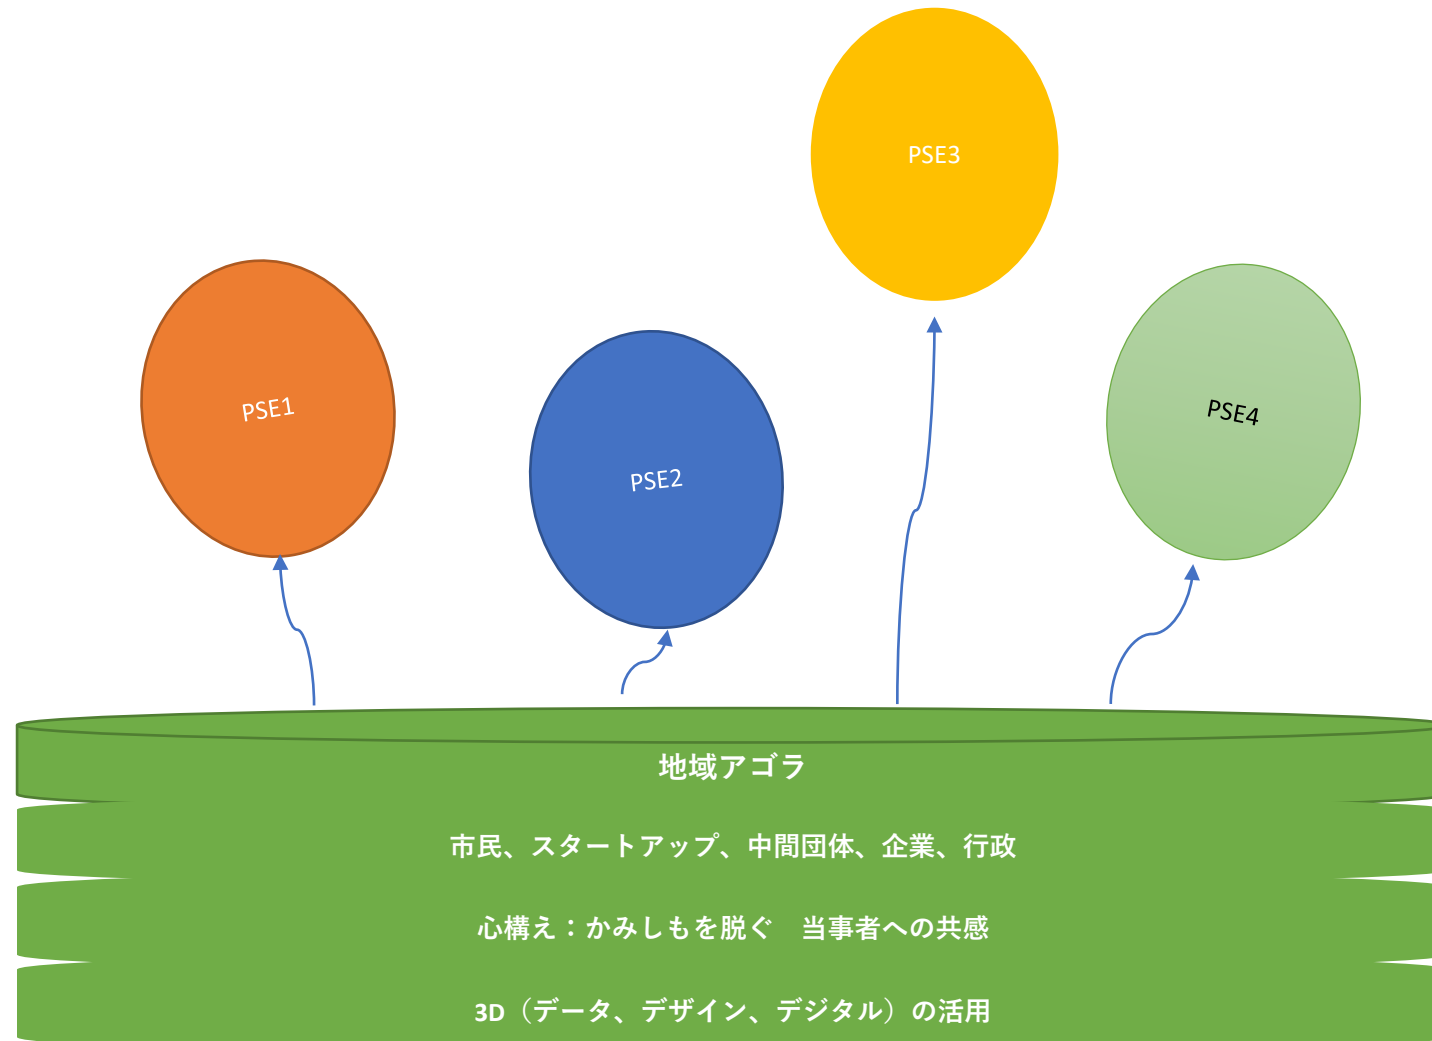 PSE3
PSE1
PSE2
PSE4
地域アゴラ
市民、スタートアップ、中間団体、企業、行政
心構え：かみしもを脱ぐ　当事者への共感
3D（データ、デザイン、デジタル）の活用